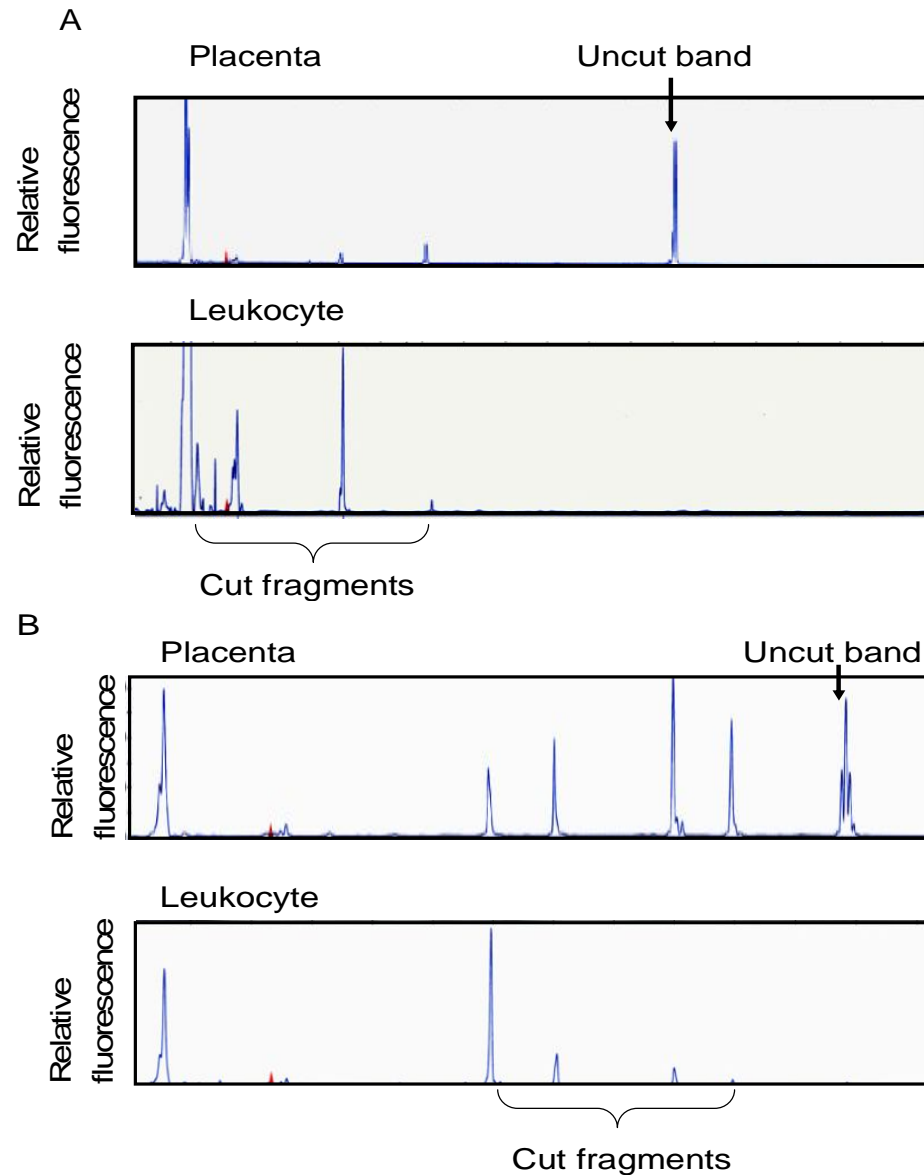 A
Placenta
Uncut band
Relative
fluorescence
Leukocyte
Relative
fluorescence
Cut fragments
B
Placenta
Uncut band
Relative
fluorescence
Leukocyte
Relative
fluorescence
Cut fragments